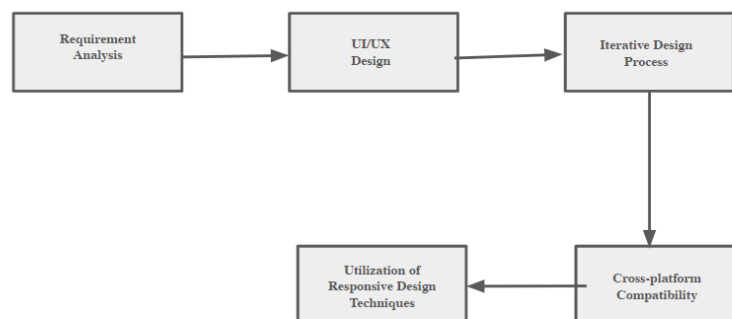 Requirement
Analysis
UI/UX
Design
Iterative Design
Process
Cross-platform
Compatibility
Utilization of
Responsive Design
Techniques